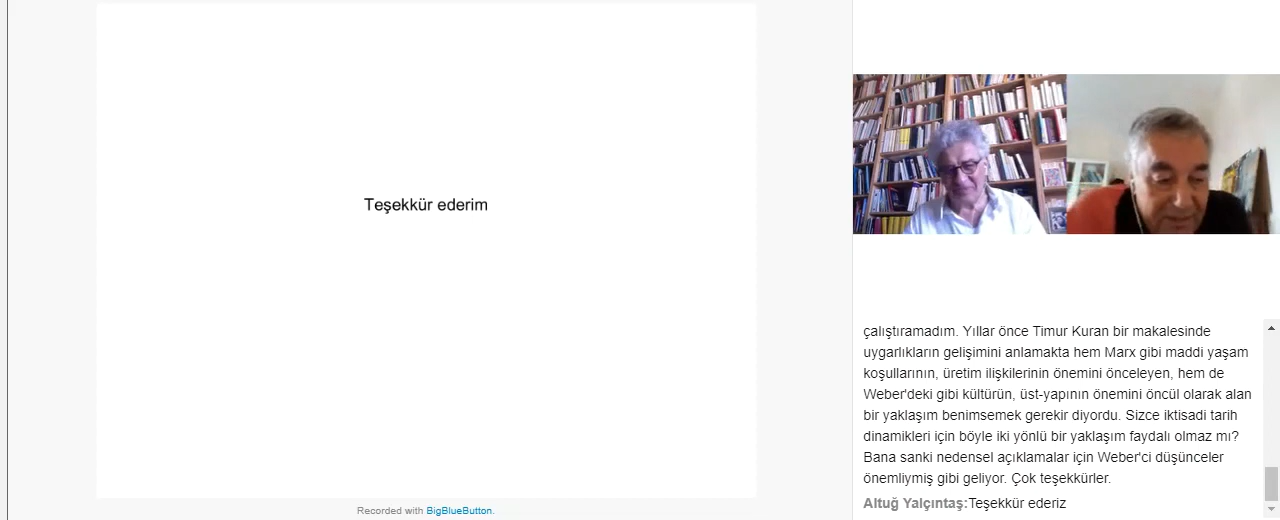 Teşekkür ederim
Recorded with BigBlueButton.
çalıştıramadım. Yıllar önce Timur Kuran bir makalesinde
uygarlıkların gelişimini anlamakta hem Marx gibi maddi yaşam
koşullarının, üretim ilişkilerinin önemini önceleyen, hem de
Weber'deki gibi kültürün, üst-yapının önemini öncül olarak alan
bir yaklaşım benimsemek gerekir diyordu. Sizce iktisadi tarih
dinamikleri için böyle iki yönlü bir yaklaşım faydalı olmaz mı?
Bana sanki nedensel açıklamalar için Weber'ci düşünceler
önemliymiş gibi geliyor. Çok teşekkürler.
Altuğ Yalçıntaş:Teşekkür ederiz